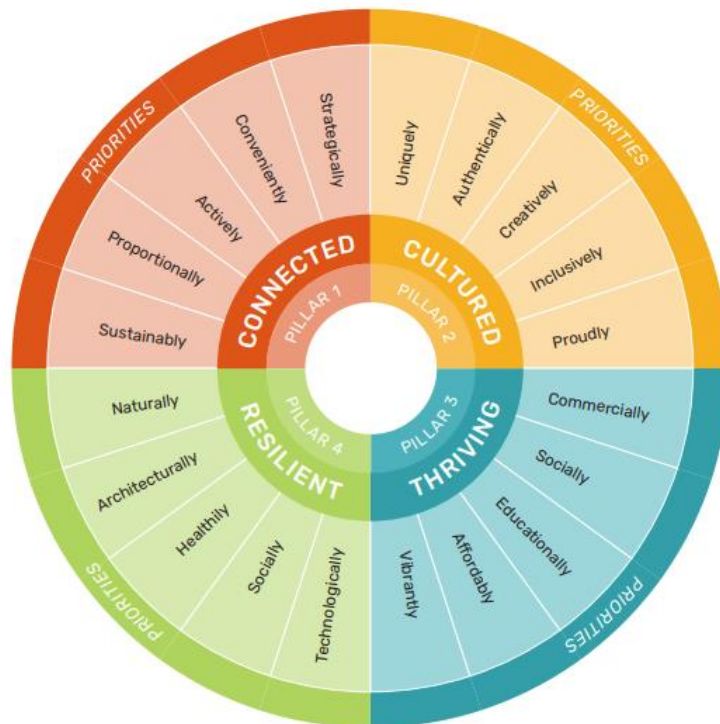 PRIORITIES
Sustainably
Proportionally
Actively
Conveniently
Strategically
CONNECTED
PILLAR 1
PRIORITIES
Uniquely
Authentically
Creatively
Inclusively
Proudly
CULTURED
PILLAR 2
PRIORITIES
Commercially
Socially
Educationally
Affordably
Vibrantly
THRIVING
PILLAR 3
PRIORITIES
Naturally
Architecturally
Healthily
Socially
Technologically
RESILIENT
PILLAR 4